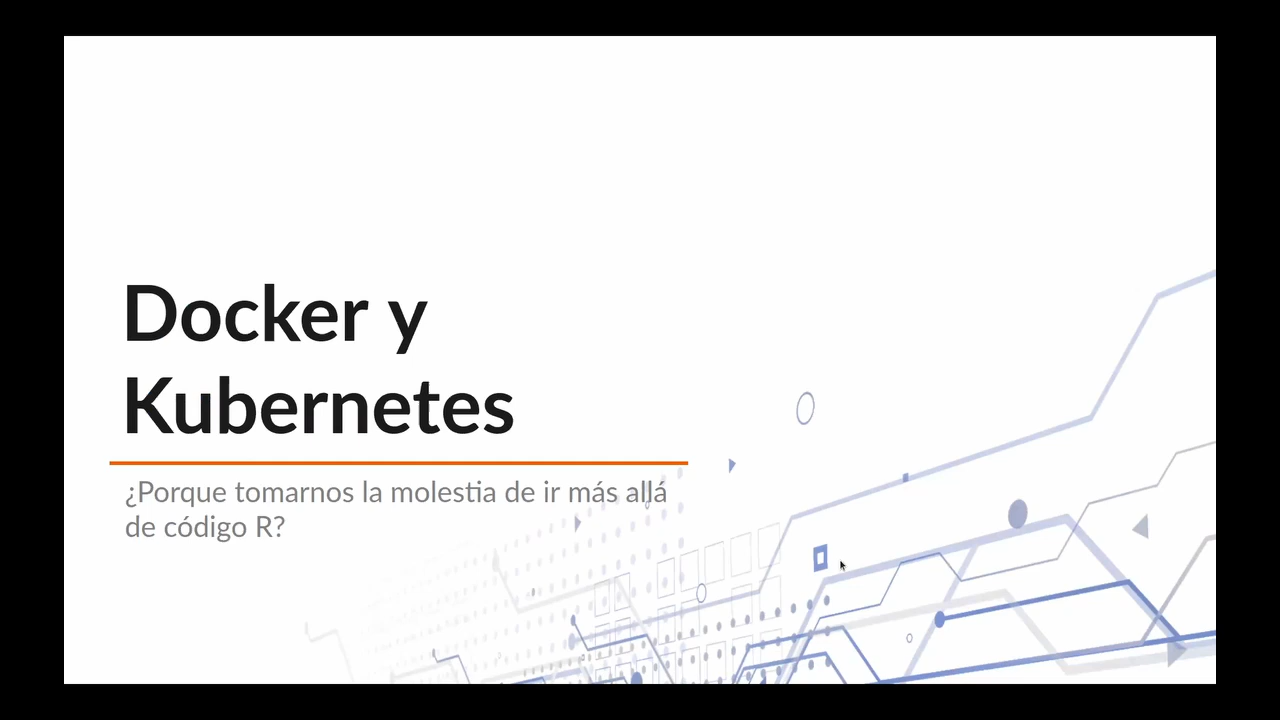 Docker y
Kubernetes
¿Porque tomarnos la molestia de ir más allá
de código R?